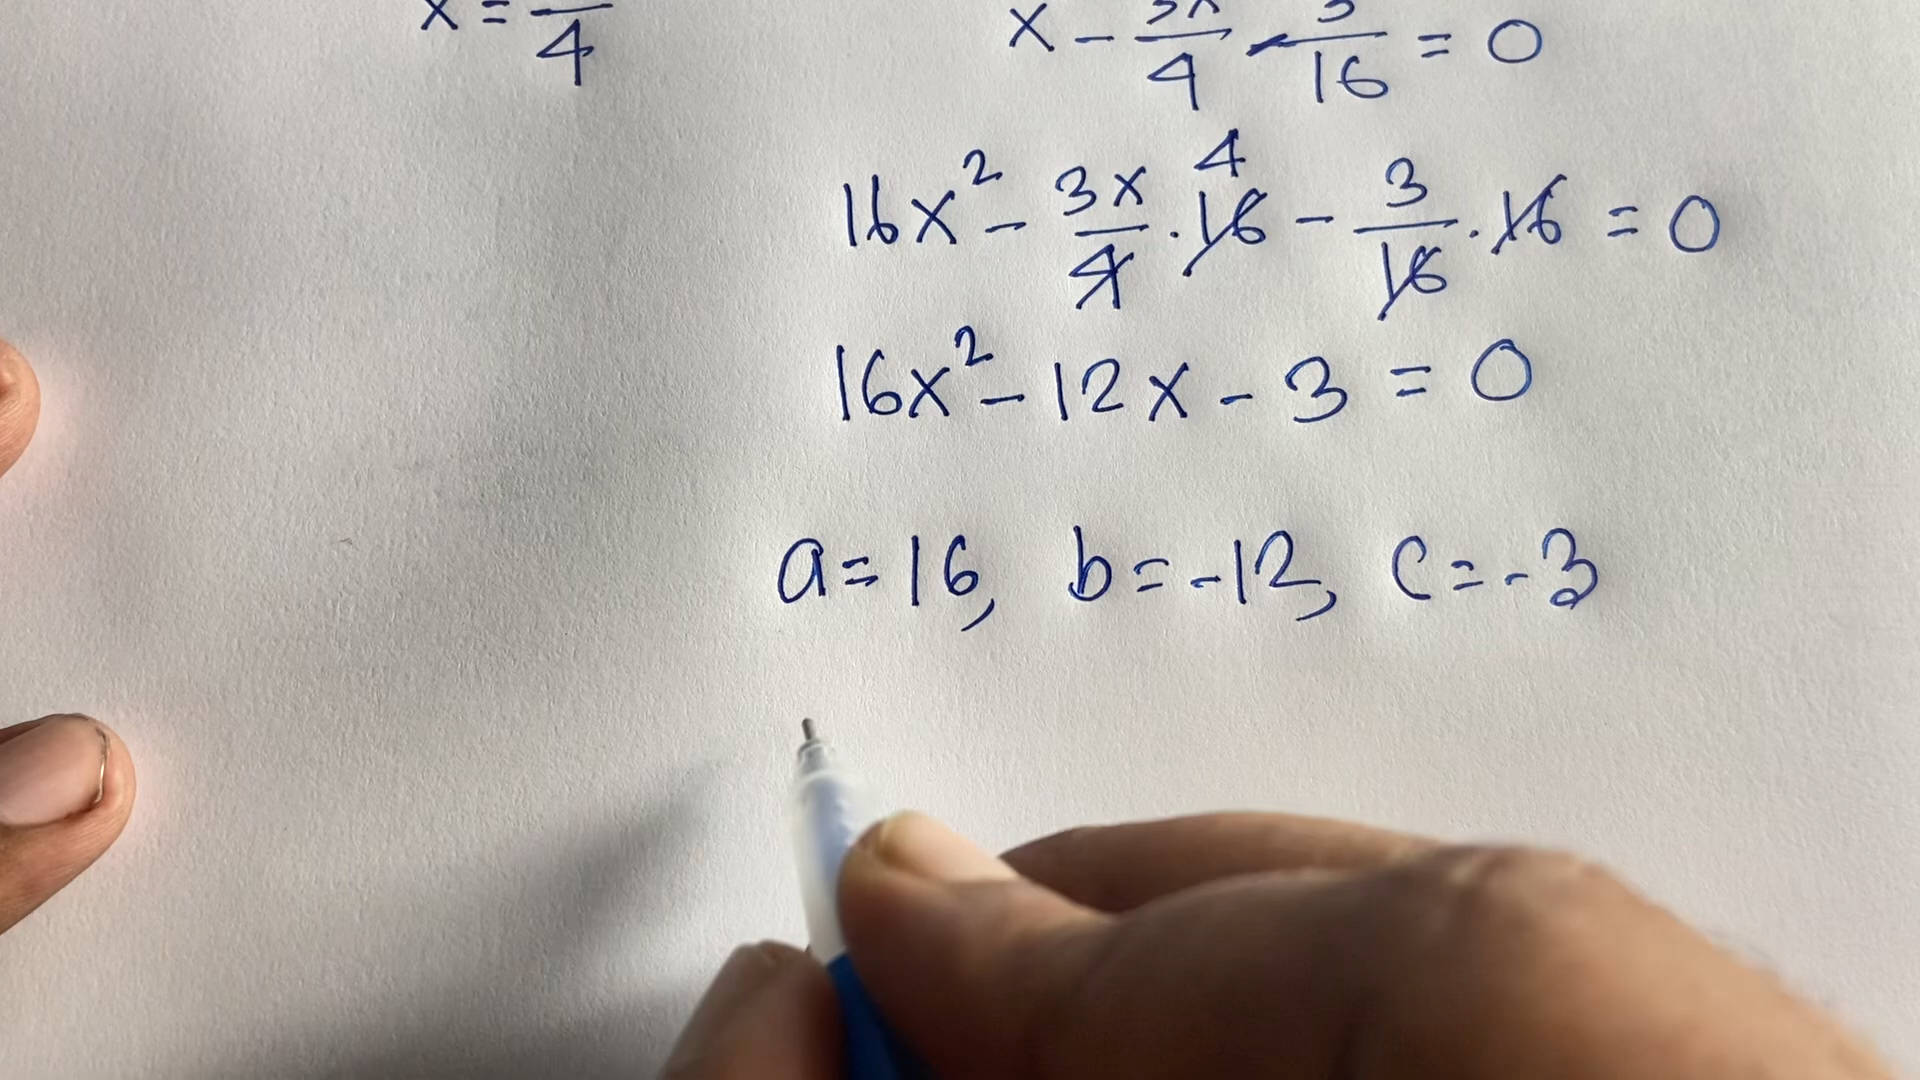 x = /4
x - 3x/4 - 3/16 = 0
16x² - 3x/4 · 16 4 - 3/16 · 16 = 0
16x² - 12x - 3 = 0
a = 16, b = -12, c = -3